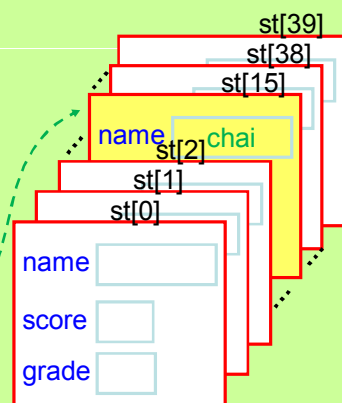 st[39]
st[38]
st[15]
name chai
st[2]
st[1]
st[0]
name
score
grade